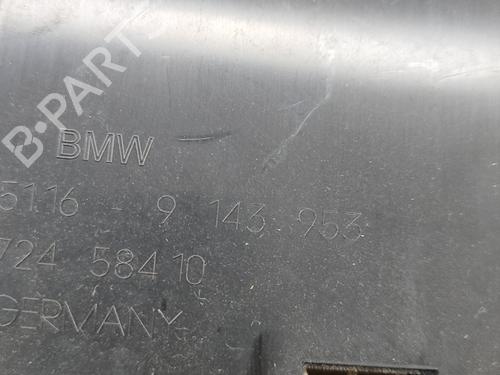 B-PARTS
BMW
5116 - 9 143 953
724 584 10
GERMANY